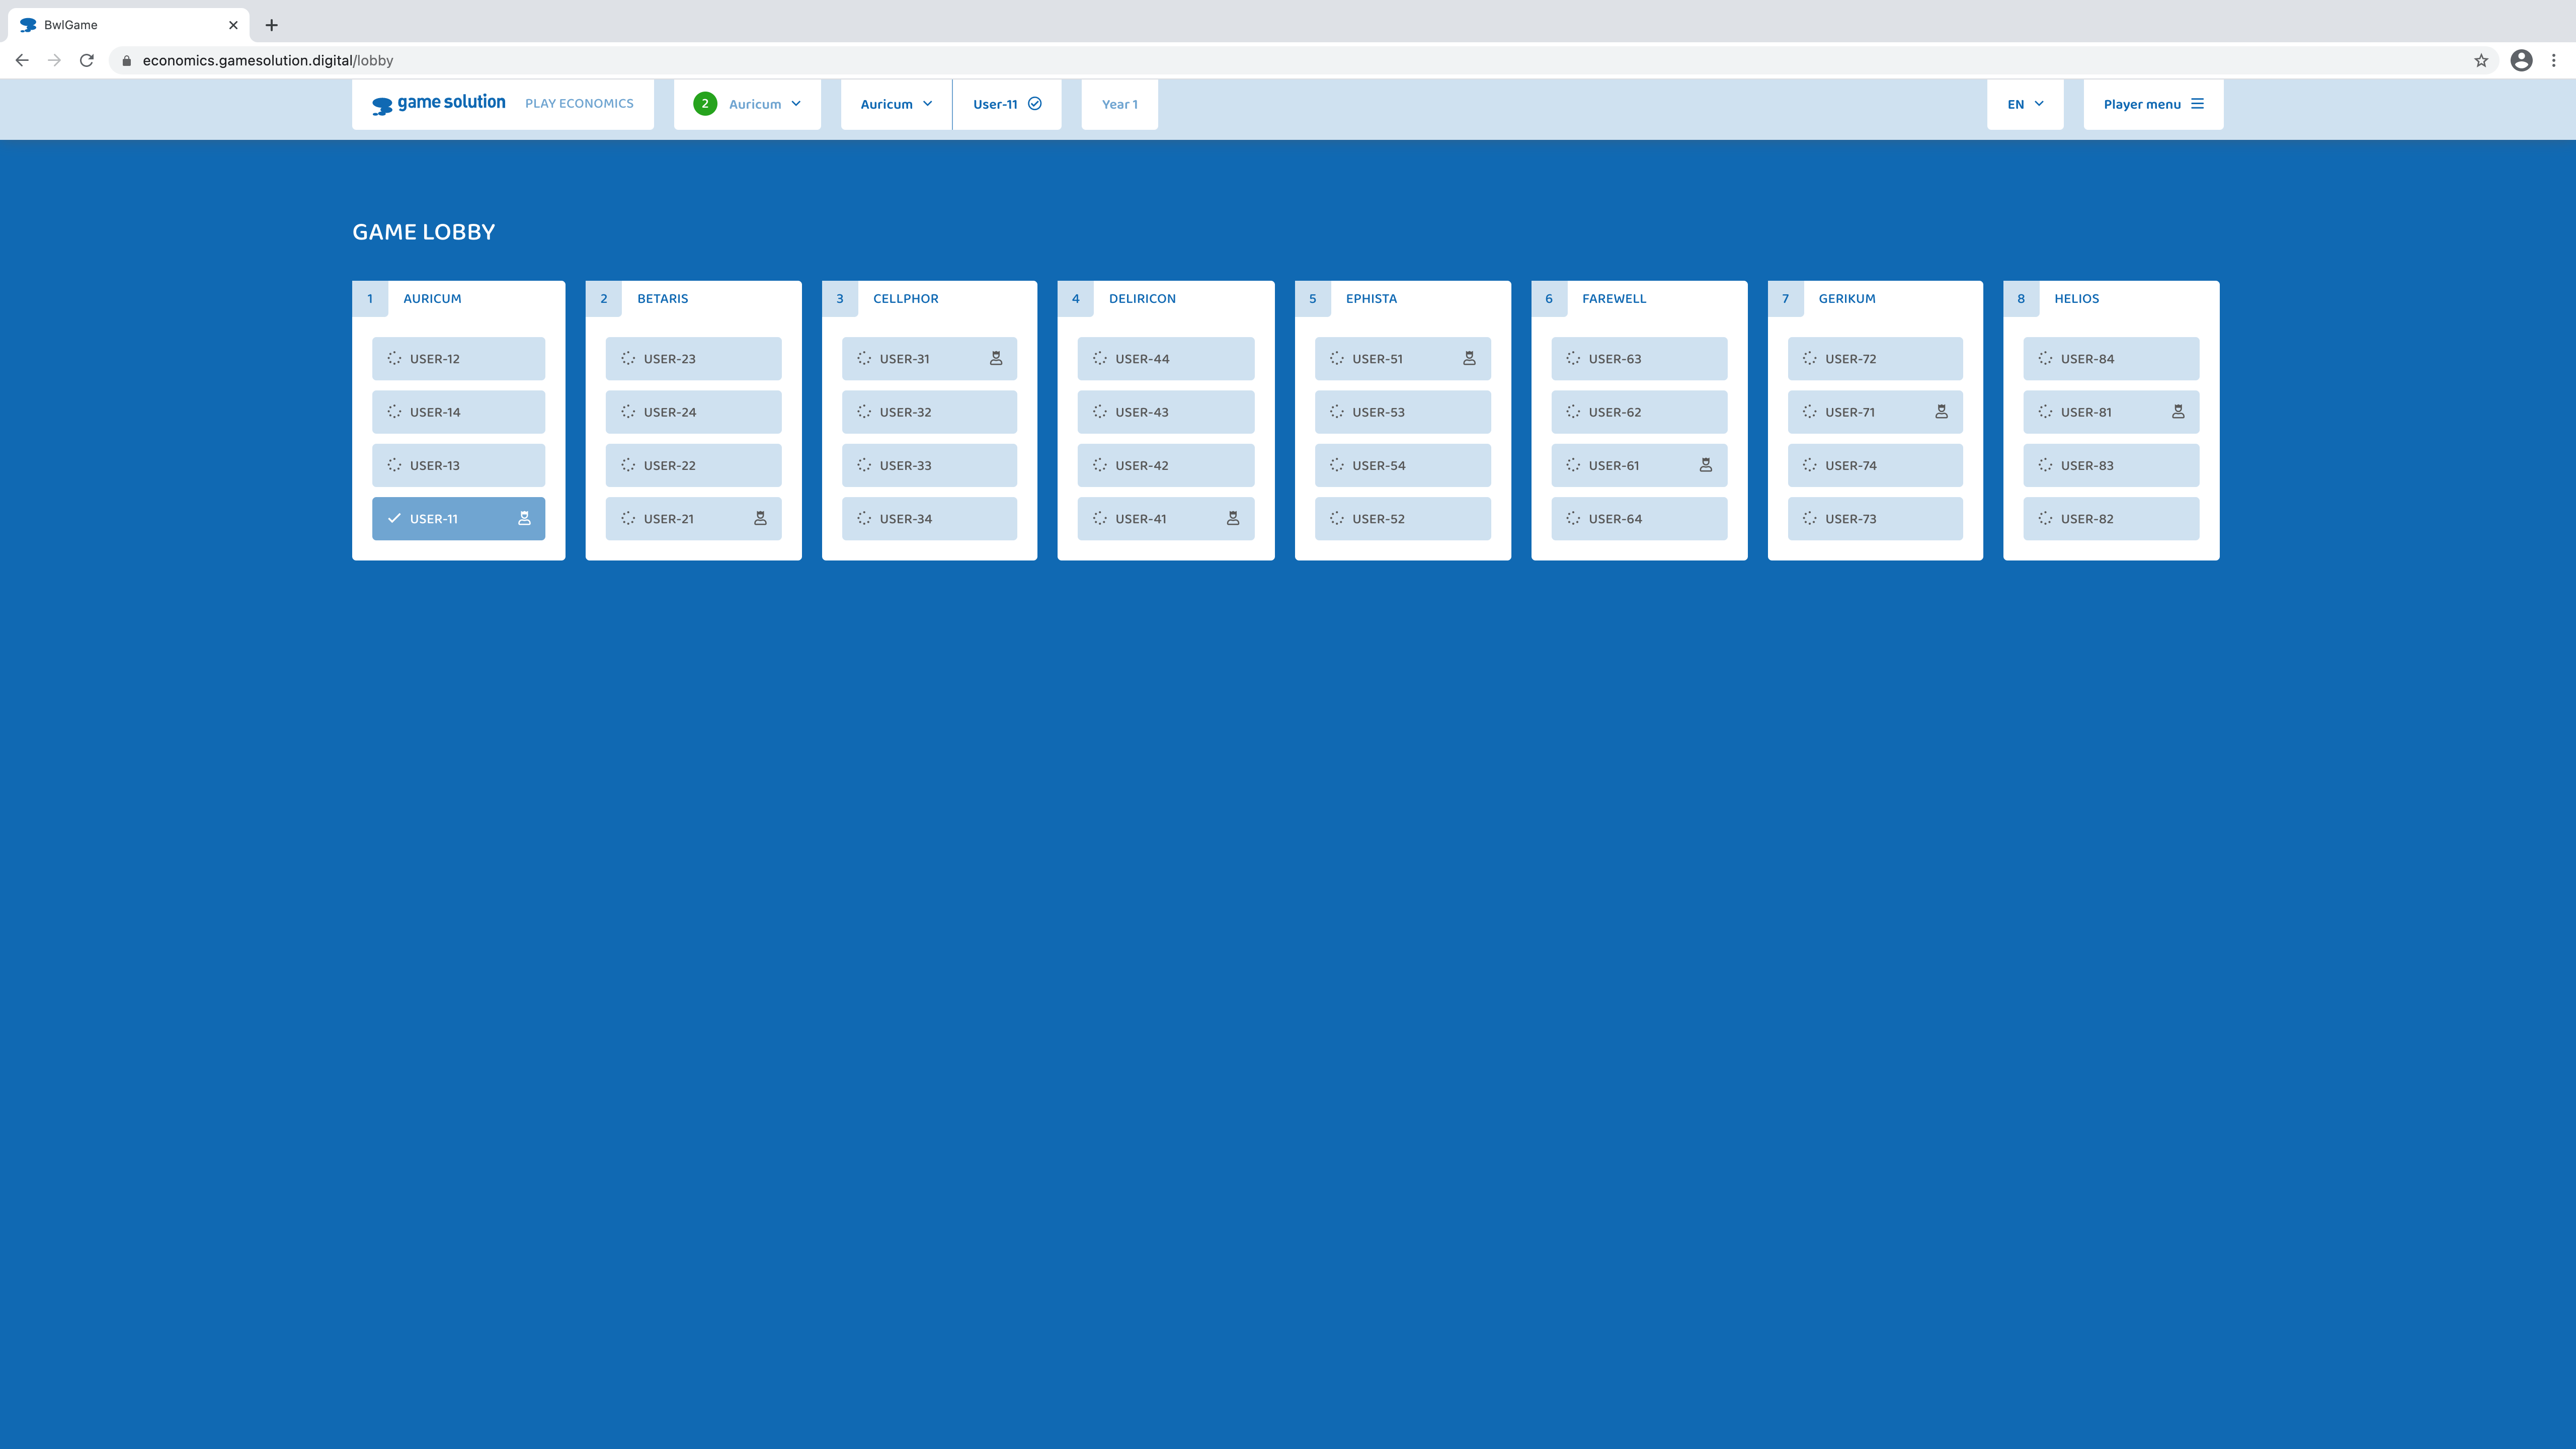 BwlGame
economics.gamesolution.digital/lobby
game solution PLAY ECONOMICS 2 Auricum Auricum User-11 Year 1 EN Player menu
GAME LOBBY
1 AURICUM
USER-12
USER-14
USER-13
USER-11
2 BETARIS
USER-23
USER-24
USER-22
USER-21
3 CELLPHOR
USER-31
USER-32
USER-33
USER-34
4 DELIRICON
USER-44
USER-43
USER-42
USER-41
5 EPHISTA
USER-51
USER-53
USER-54
USER-52
6 FAREWELL
USER-63
USER-62
USER-61
USER-64
7 GERIKUM
USER-72
USER-71
USER-74
USER-73
8 HELIOS
USER-84
USER-81
USER-83
USER-82